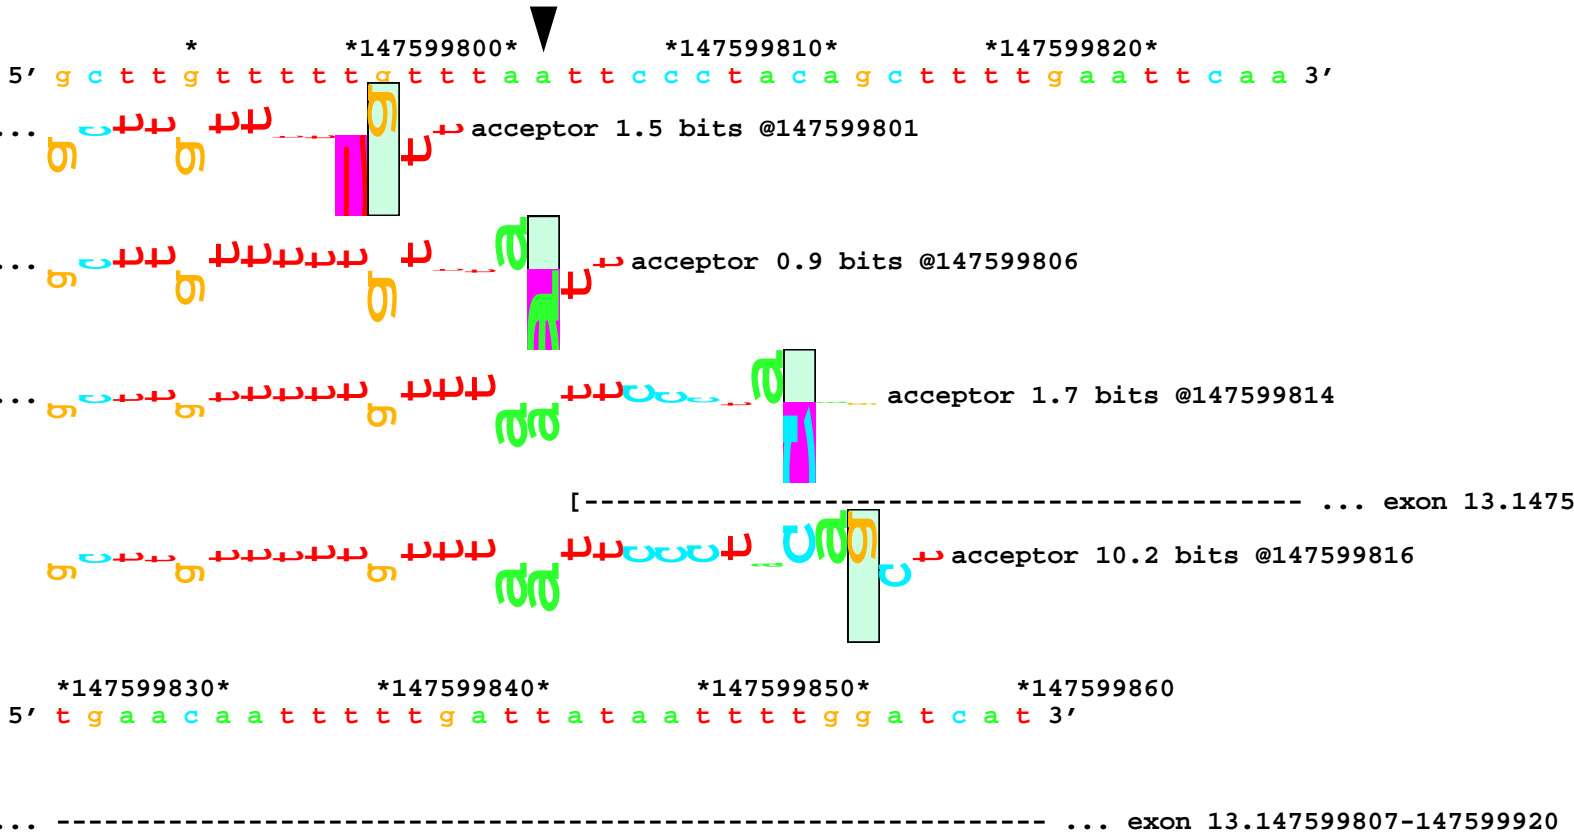 * *147599800* *147599810* *147599820*
5′ g c t t g t t t t t g t t t a a t t c c c t a c a g c t t t t g a a t t c a a 3′
... g c t t g t t t t t g t t acceptor 1.5 bits @147599801
... g c t t g t t t t t g t t t a a t t acceptor 0.9 bits @147599806
... g c t t g t t t t t g t t t a a t t c c c t a c a g acceptor 1.7 bits @147599814
[--------------------------------------------- ... exon 13.1475
g c t t g t t t t t g t t t a a t t c c c t a c a g c t acceptor 10.2 bits @147599816
*147599830* *147599840* *147599850* *147599860
5′ t g a a c a a t t t t t g a t t a t a a t t t t g g a t c a t 3′
... -------------------------------------------------------------- ... exon 13.147599807-147599920